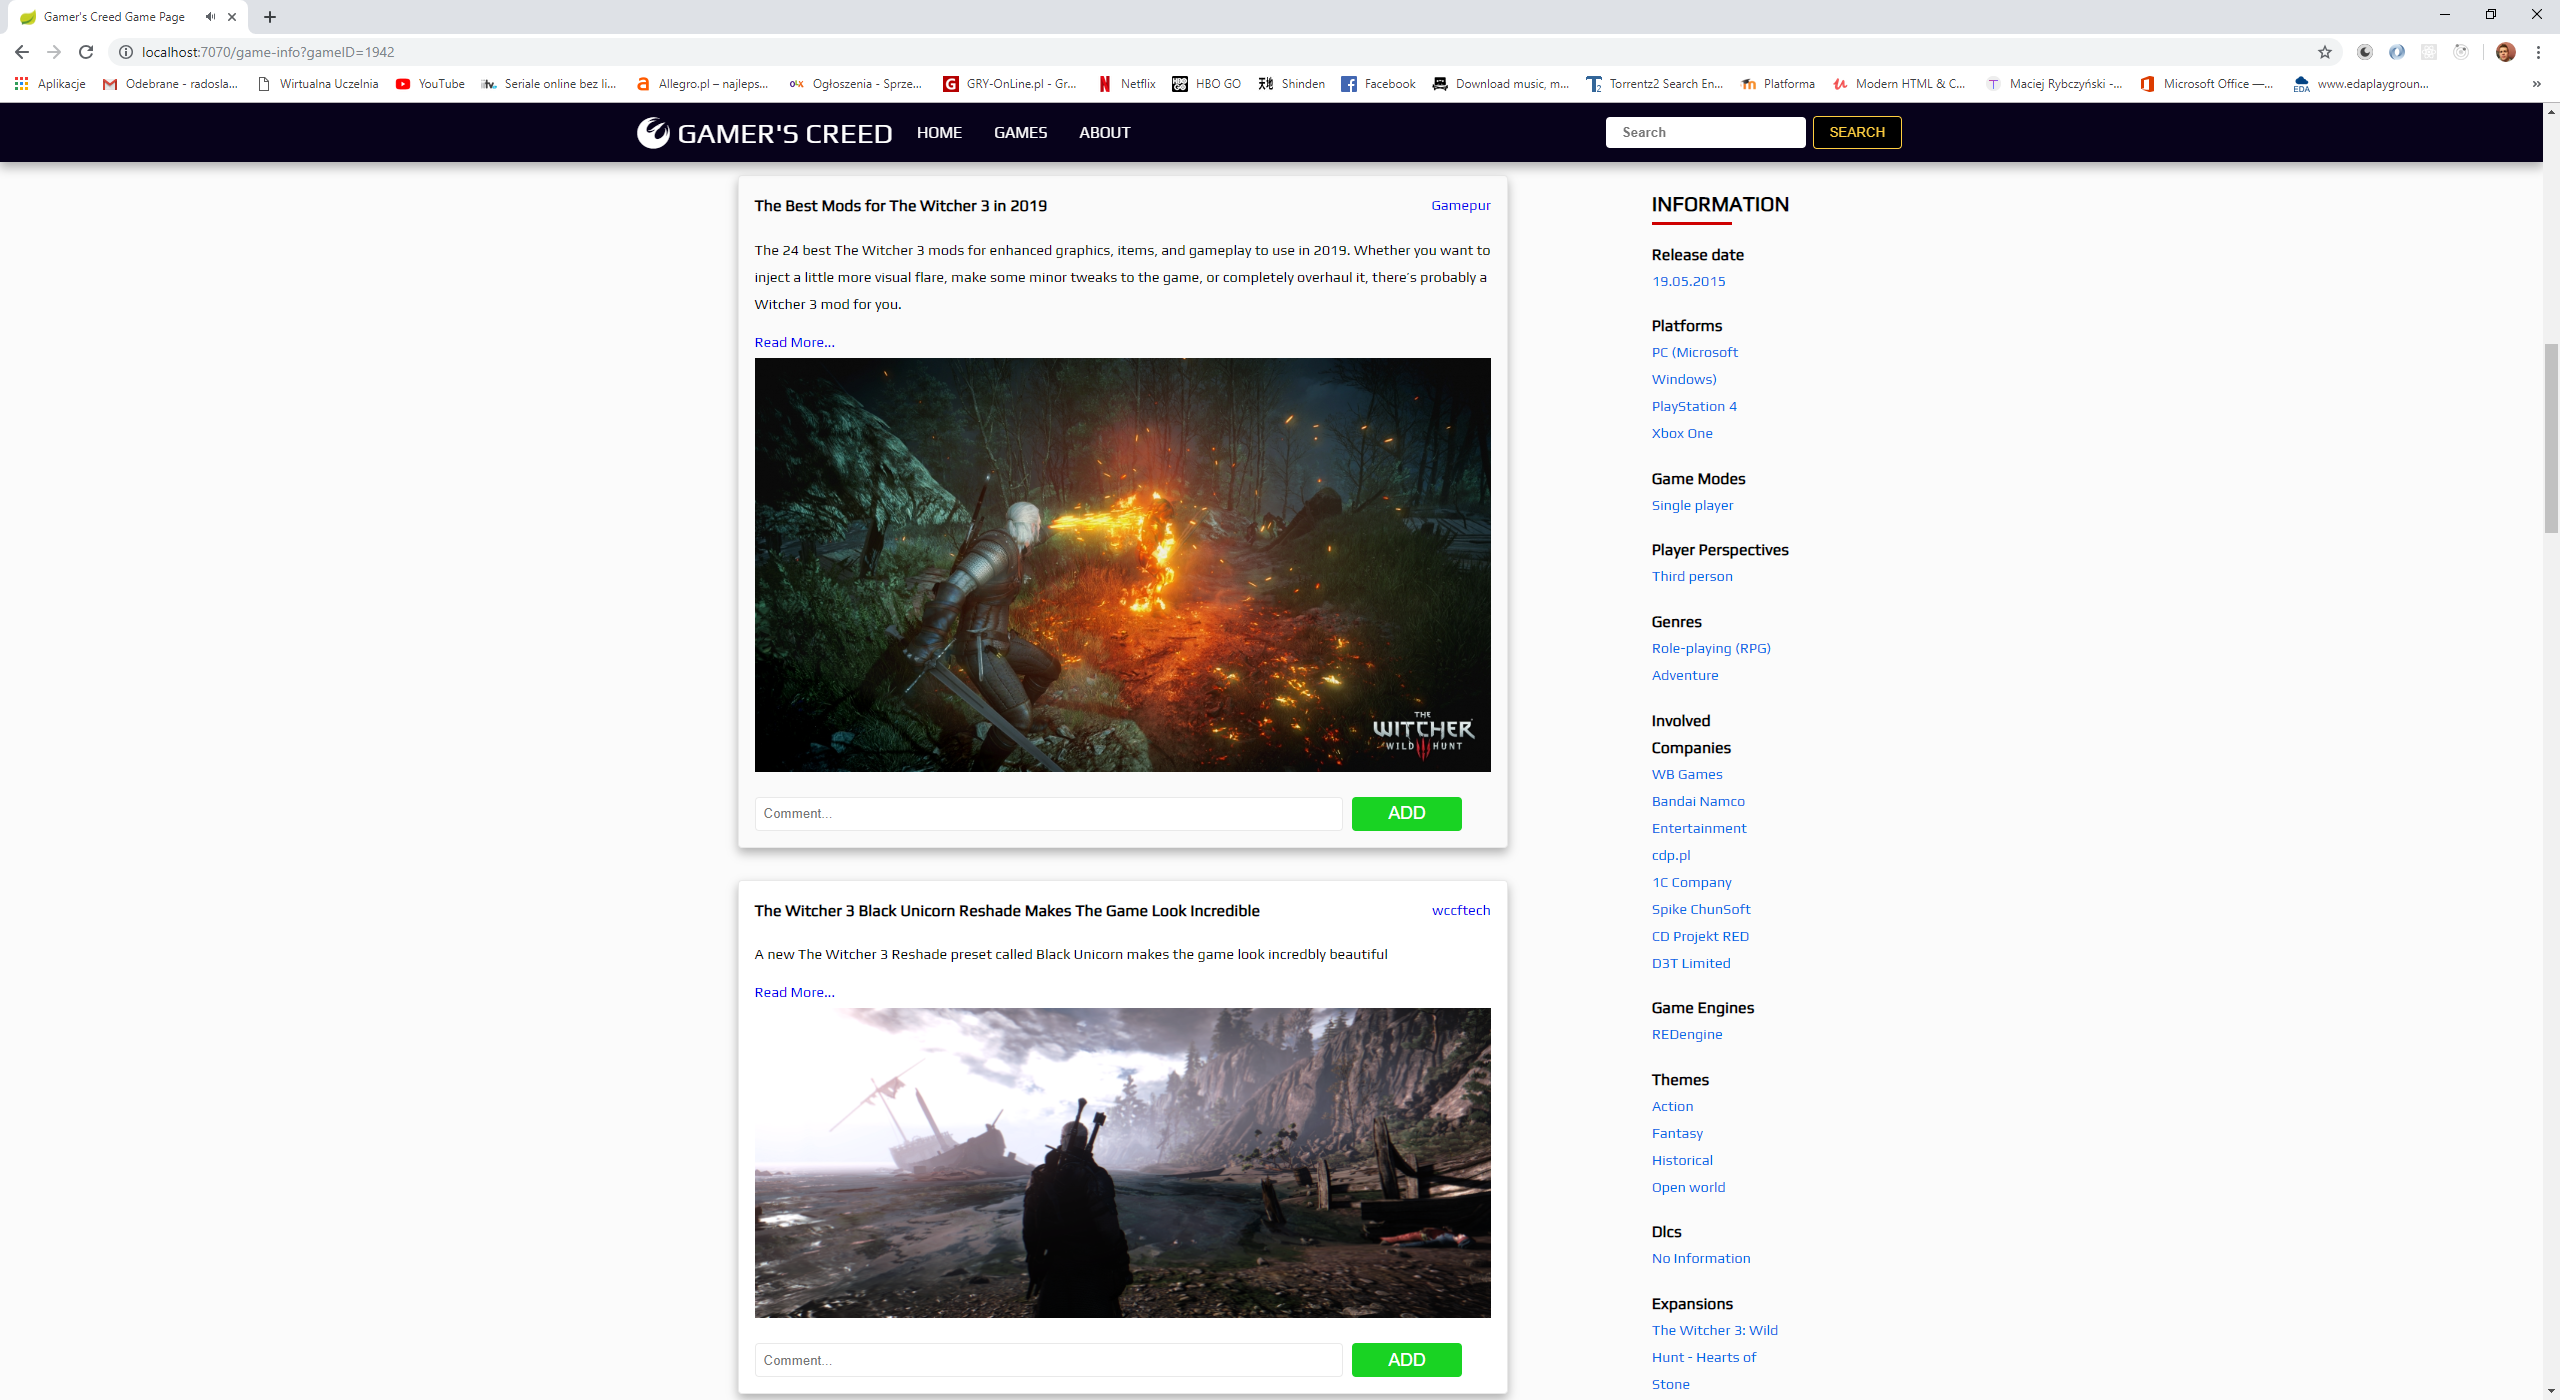 Gamer's Creed Game Page
localhost:7070/game-info?gameID=1942
Aplikacje
Odebrane - radosla...
Wirtualna Uczelnia
YouTube
Seriale online bez li...
Allegro.pl – najleps...
Ogłoszenia - Sprze...
GRY-OnLine.pl - Gr...
Netflix
HBO GO
Shinden
Facebook
Download music, m...
Torrentz2 Search En...
Platforma
Modern HTML & C...
Maciej Rybczyński -...
Microsoft Office —...
EDA www.edaplaygroun...
GAMER'S CREED HOME GAMES ABOUT
Search SEARCH
The Best Mods for The Witcher 3 in 2019 Gamepur
The 24 best The Witcher 3 mods for enhanced graphics, items, and gameplay to use in 2019. Whether you want to
inject a little more visual flare, make some minor tweaks to the game, or completely overhaul it, there's probably a
Witcher 3 mod for you.
Read More...
THE
WITCHER
WILD HUNT
Comment... ADD
The Witcher 3 Black Unicorn Reshade Makes The Game Look Incredible wccftech
A new The Witcher 3 Reshade preset called Black Unicorn makes the game look incredbly beautiful
Read More...
Comment... ADD
INFORMATION
Release date
19.05.2015
Platforms
PC (Microsoft
Windows)
PlayStation 4
Xbox One
Game Modes
Single player
Player Perspectives
Third person
Genres
Role-playing (RPG)
Adventure
Involved
Companies
WB Games
Bandai Namco
Entertainment
cdp.pl
1C Company
Spike ChunSoft
CD Projekt RED
D3T Limited
Game Engines
REDengine
Themes
Action
Fantasy
Historical
Open world
Dlcs
No Information
Expansions
The Witcher 3: Wild
Hunt - Hearts of
Stone